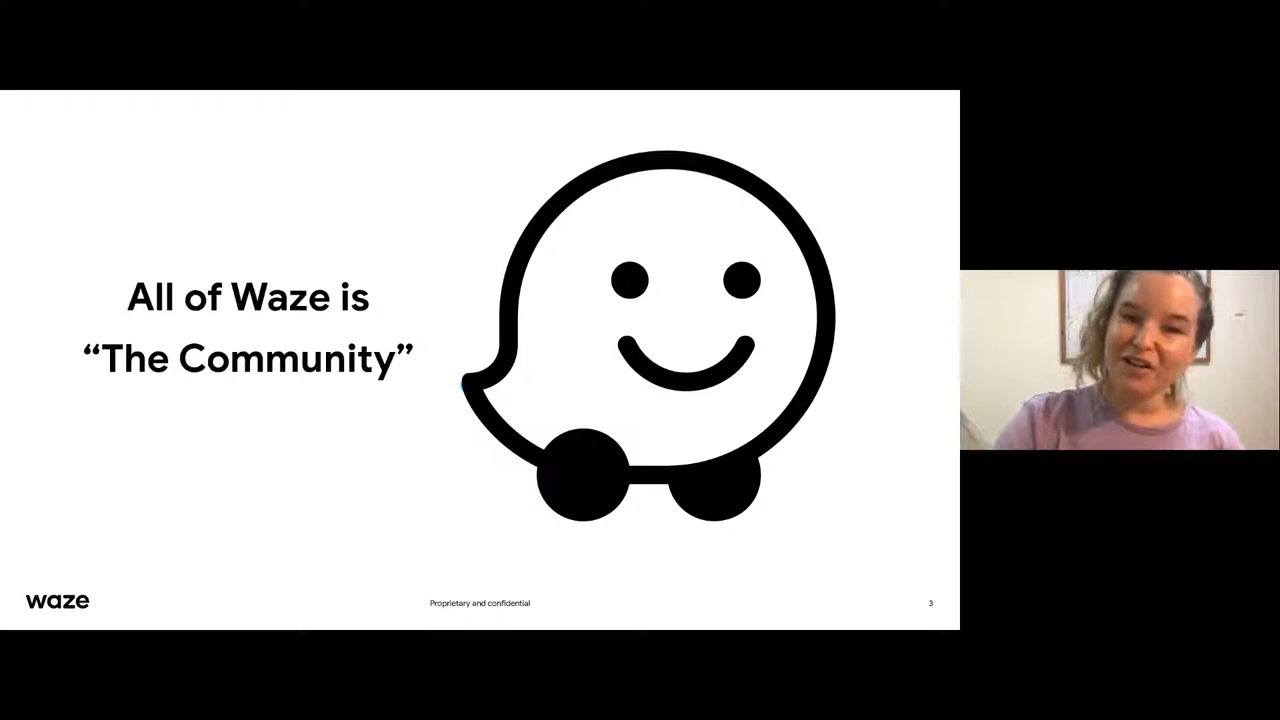 All of Waze is
“The Community”
waze
Proprietary and confidential
3